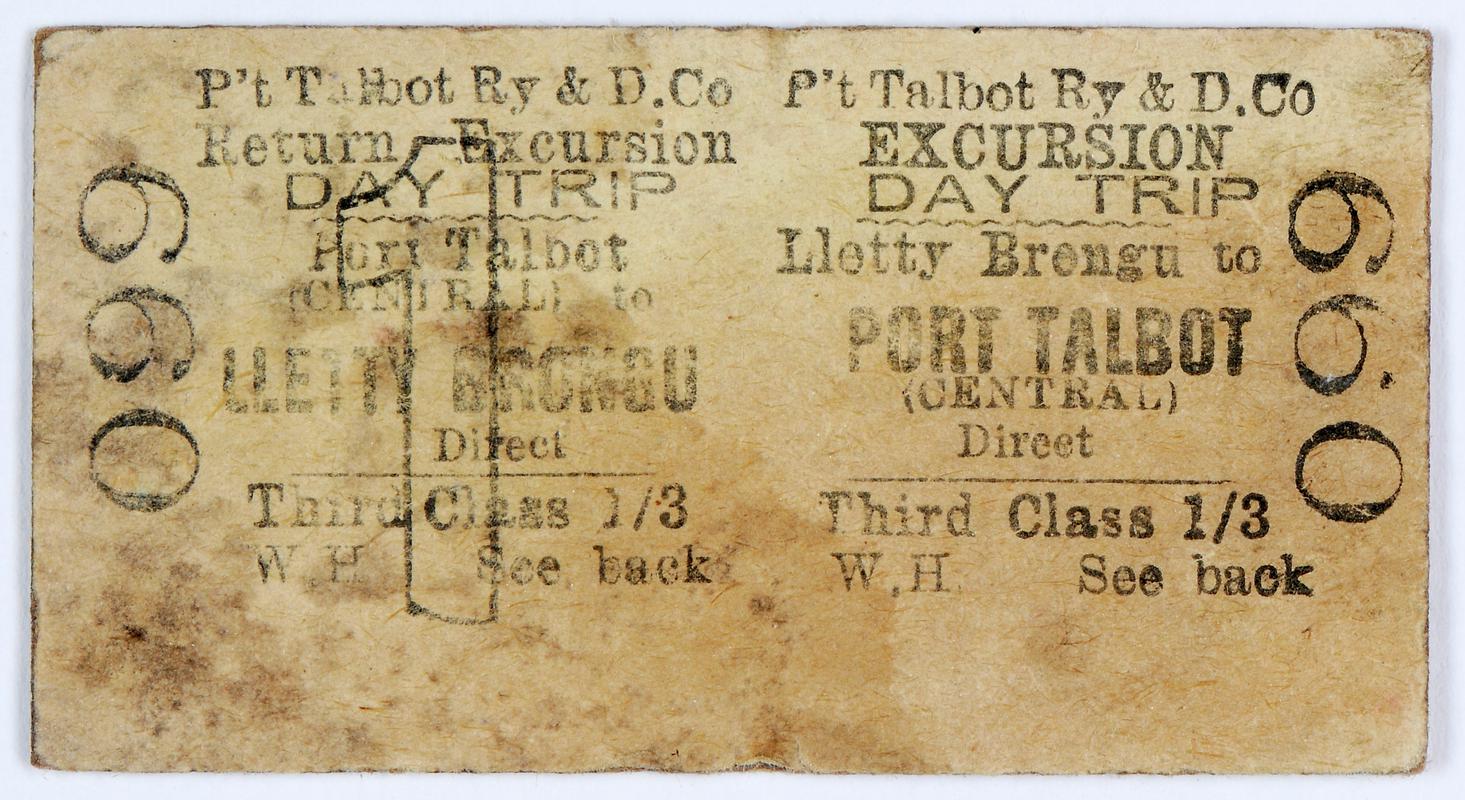 P't Talbot Ry & D.Co
Return Excursion
DAY TRIP
Port Talbot
(CENTRAL) to
LLETTY BRONGU
Direct
Third Class 1/3
W.H. See back
099
P't Talbot Ry & D.Co
EXCURSION
DAY TRIP
Lletty Brongu to
PORT TALBOT
(CENTRAL)
Direct
Third Class 1/3
W.H. See back
099
1